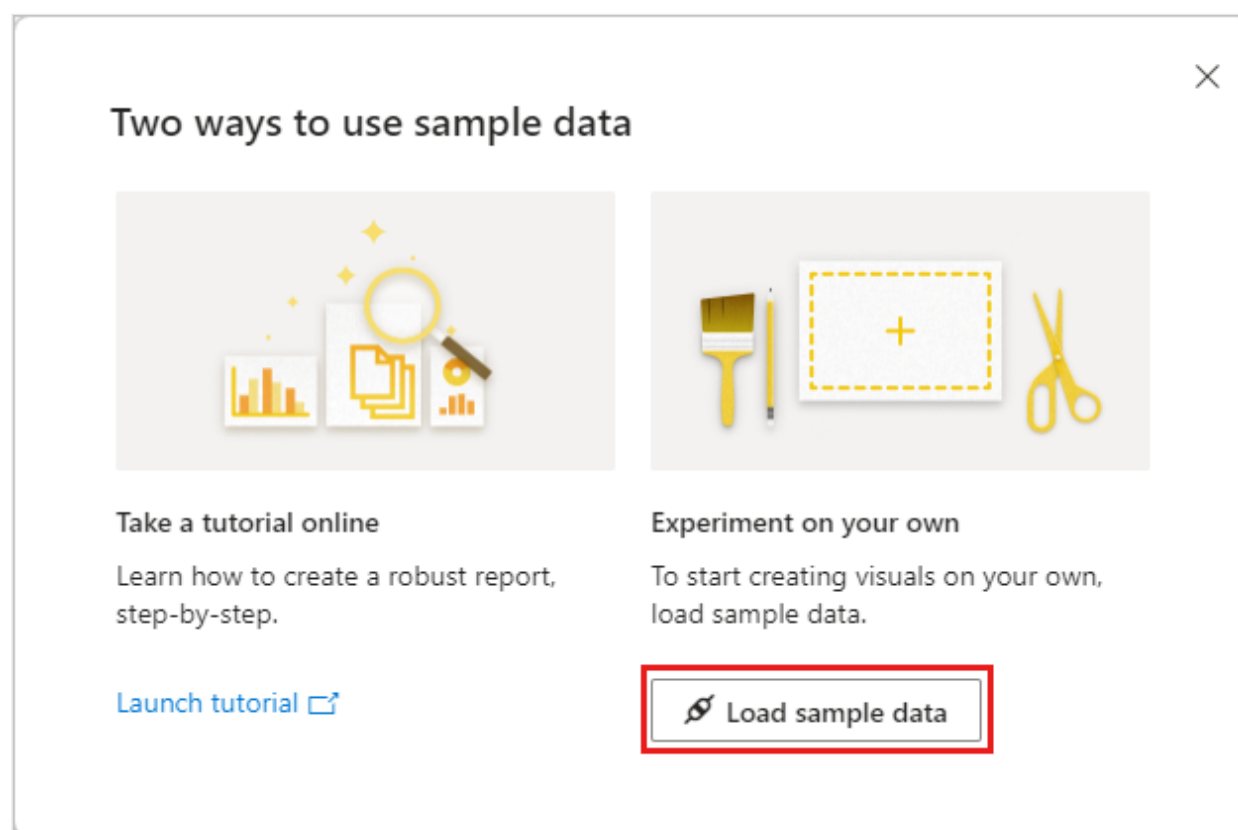 Two ways to use sample data
Take a tutorial online
Learn how to create a robust report,
step-by-step.
Launch tutorial
Experiment on your own
To start creating visuals on your own,
load sample data.
Load sample data